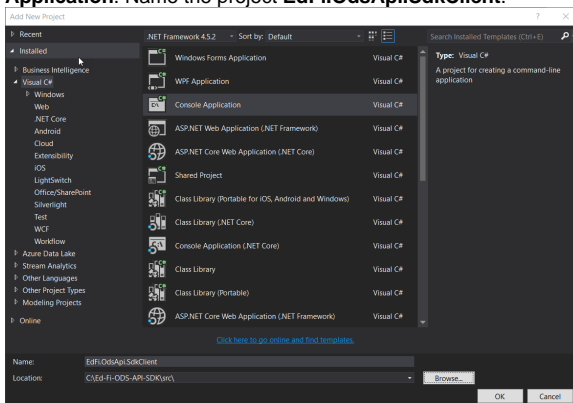 Application. Name the project EdFi.OdsApi.SdkClient.
Add New Project
? ×
Recent
.NET Framework 4.5.2 Sort by: Default
Search Installed Templates (Ctrl+E)
Installed
Business Intelligence
Visual C#
Windows
Web
.NET Core
Android
Cloud
Extensibility
iOS
LightSwitch
Office/SharePoint
Silverlight
Test
WCF
Workflow
Azure Data Lake
Stream Analytics
Other Languages
Other Project Types
Modeling Projects
Online
Windows Forms Application Visual C#
WPF Application Visual C#
Console Application Visual C#
ASP.NET Web Application (.NET Framework) Visual C#
ASP.NET Core Web Application (.NET Core) Visual C#
Shared Project Visual C#
Class Library (Portable for iOS, Android and Windows) Visual C#
Class Library (.NET Core) Visual C#
Console Application (.NET Core) Visual C#
Class Library Visual C#
Class Library (Portable) Visual C#
ASP.NET Core Web Application (.NET Framework) Visual C#
Click here to go online and find templates.
Type: Visual C#
A project for creating a command-line
application
Name: EdFi.OdsApi.SdkClient
Location: C:\Ed-Fi-ODS-API-SDK\src\ Browse...
OK Cancel